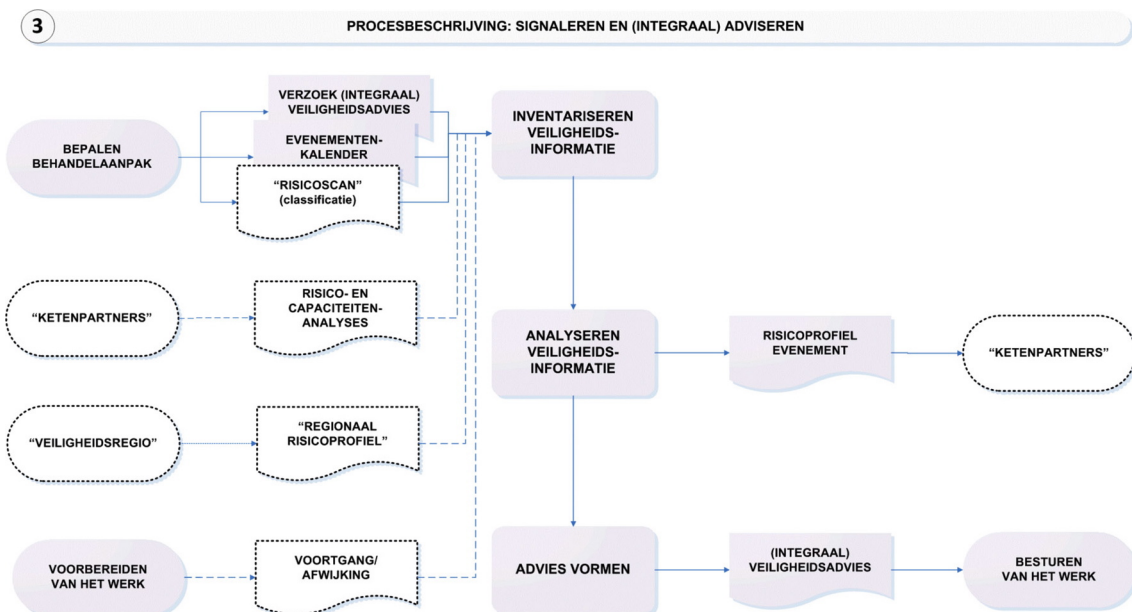 3
PROCESBESCHRIJVING: SIGNALEREN EN (INTEGRAAL) ADVISEREN
BEPALEN
BEHANDELAANPAK
VERZOEK (INTEGRAAL)
VEILIGHEIDSADVIES
EVENEMENTEN-
KALENDER
“RISICOSCAN”
(classificatie)
INVENTARISEREN
VEILIGHEIDS-
INFORMATIE
“KETENPARTNERS”
RISICO- EN
CAPACITEITEN-
ANALYSES
ANALYSEREN
VEILIGHEIDS-
INFORMATIE
RISICOPROFIEL
EVENEMENT
“KETENPARTNERS”
“VEILIGHEIDSREGIO”
“REGIONAAL
RISICOPROFIEL”
VOORBEREIDEN
VAN HET WERK
VOORTGANG/
AFWIJKING
ADVIES VORMEN
(INTEGRAAL)
VEILIGHEIDSADVIES
BESTUREN
VAN HET WERK